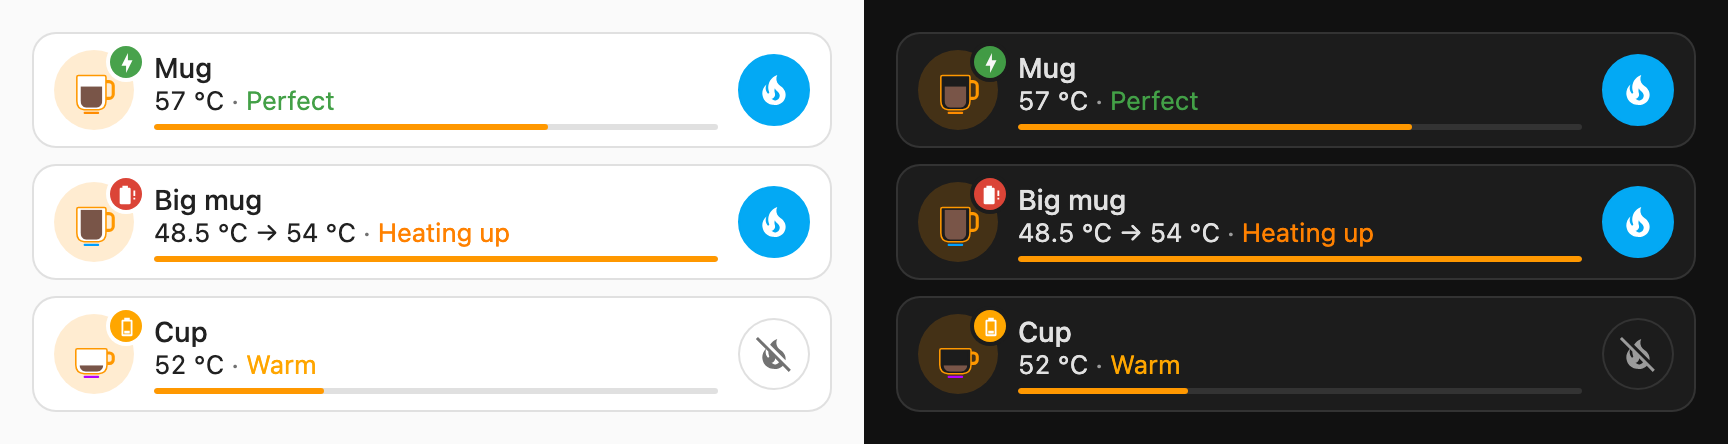 Mug
57 °C · Perfect
Big mug
48.5 °C → 54 °C · Heating up
Cup
52 °C · Warm
Mug
57 °C · Perfect
Big mug
48.5 °C → 54 °C · Heating up
Cup
52 °C · Warm